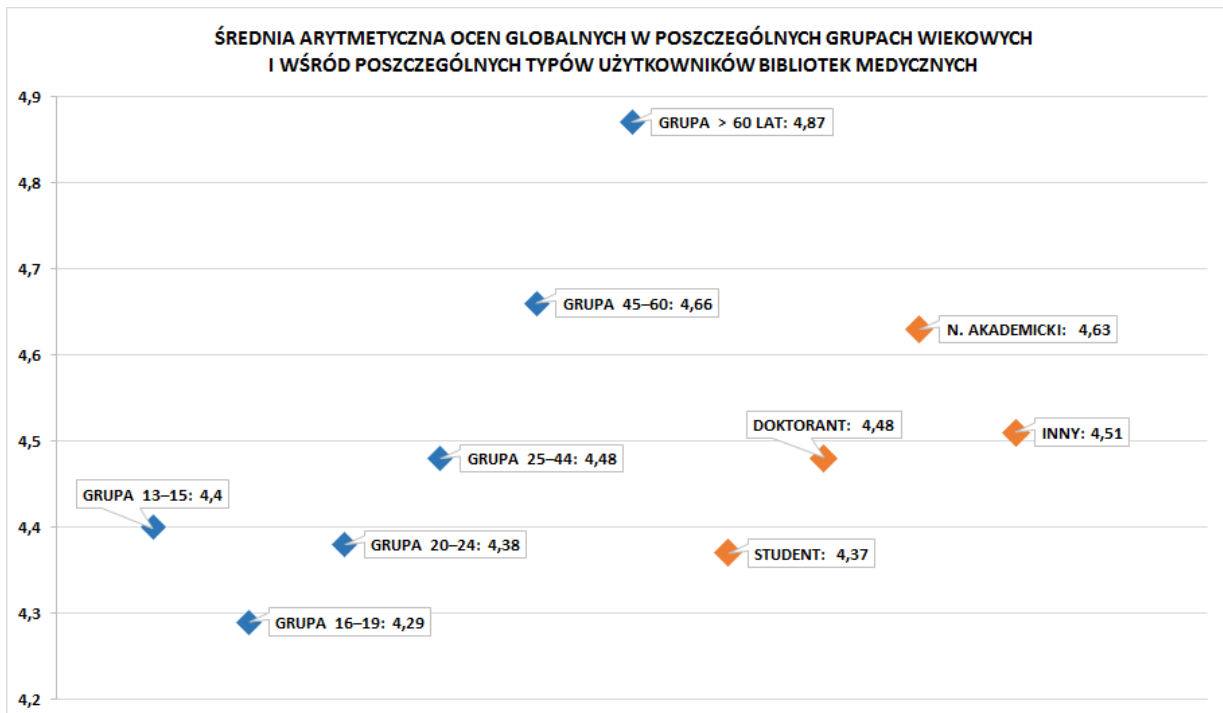 ŚREDNIA ARYTMETYCZNA OCEN GLOBALNYCH W POSZCZEGÓLNYCH GRUPACH WIEKOWYCH
I WŚRÓD POSZCZEGÓLNYCH TYPÓW UŻYTKOWNIKÓW BIBLIOTEK MEDYCZNYCH
4,9
GRUPA > 60 LAT: 4,87
4,8
4,7
GRUPA 45–60: 4,66
N. AKADEMICKI: 4,63
4,6
DOKTORANT: 4,48
INNY: 4,51
4,5
GRUPA 25–44: 4,48
GRUPA 13–15: 4,4
4,4
GRUPA 20–24: 4,38
STUDENT: 4,37
4,3
GRUPA 16–19: 4,29
4,2